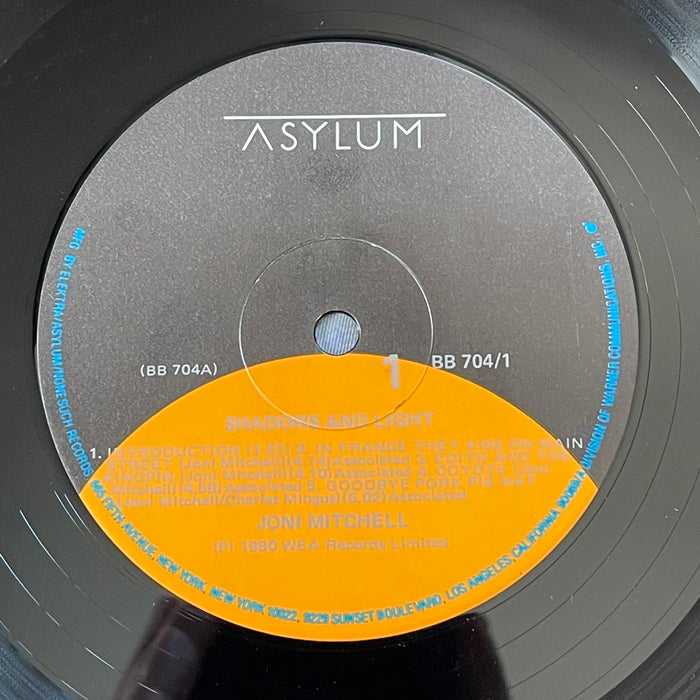 ASYLUM
1
(BB 704A)
BB 704/1
SHADOWS AND LIGHT
1. INTRODUCTION (1.51) 2. IN FRANCE THEY KISS ON MAIN
STREET (Joni Mitchell) (4.14) Associated 3. EDITH AND THE
KINGPIN (Joni Mitchell) (4.10) Associated 4. COYOTE (Joni
Mitchell) (4.58) Associated 5. GOODBYE PORK PIE HAT
(Joni Mitchell/Charles Mingus) (6.02) Associated
JONI MITCHELL
(P) 1980 WEA Records Limited
MFG BY ELEKTRA/ASYLUM/NONESUCH RECORDS, 665 FIFTH AVENUE, NEW YORK, NEW YORK 10022, 9229 SUNSET BOULEVARD, LOS ANGELES, CALIFORNIA 90069. A DIVISION OF WARNER COMMUNICATIONS, INC.